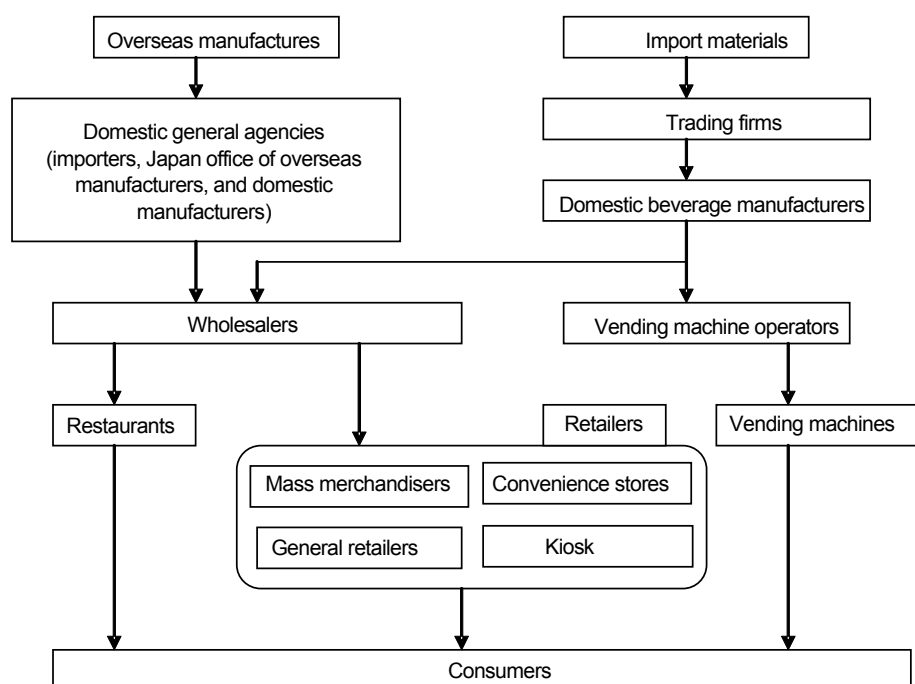 Overseas manufactures
Import materials
Domestic general agencies
(importers, Japan office of overseas
manufacturers, and domestic
manufacturers)
Trading firms
Domestic beverage manufacturers
Wholesalers
Vending machine operators
Restaurants
Retailers
Vending machines
Mass merchandisers
Convenience stores
General retailers
Kiosk
Consumers